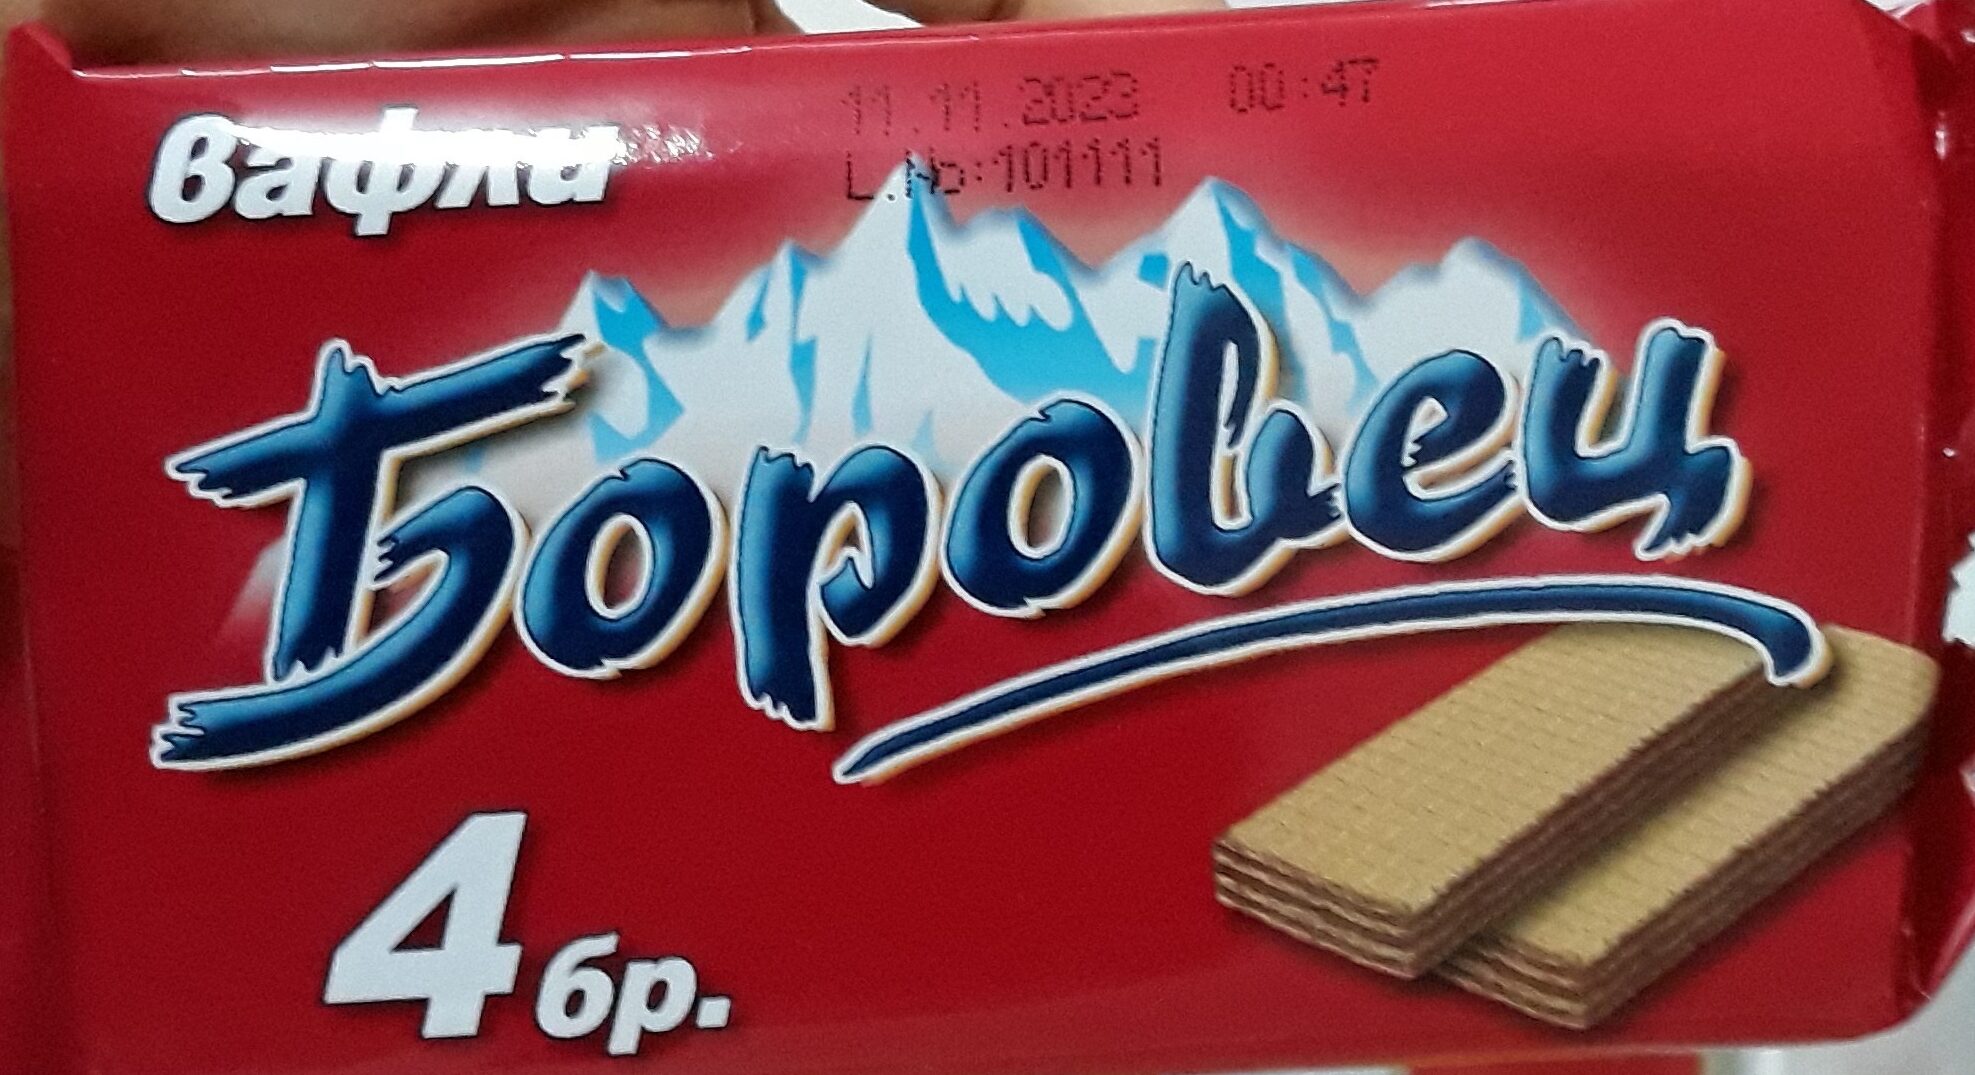 вафли
11.11.2023 00:47
L.No:101111
Боровец
4 бр.